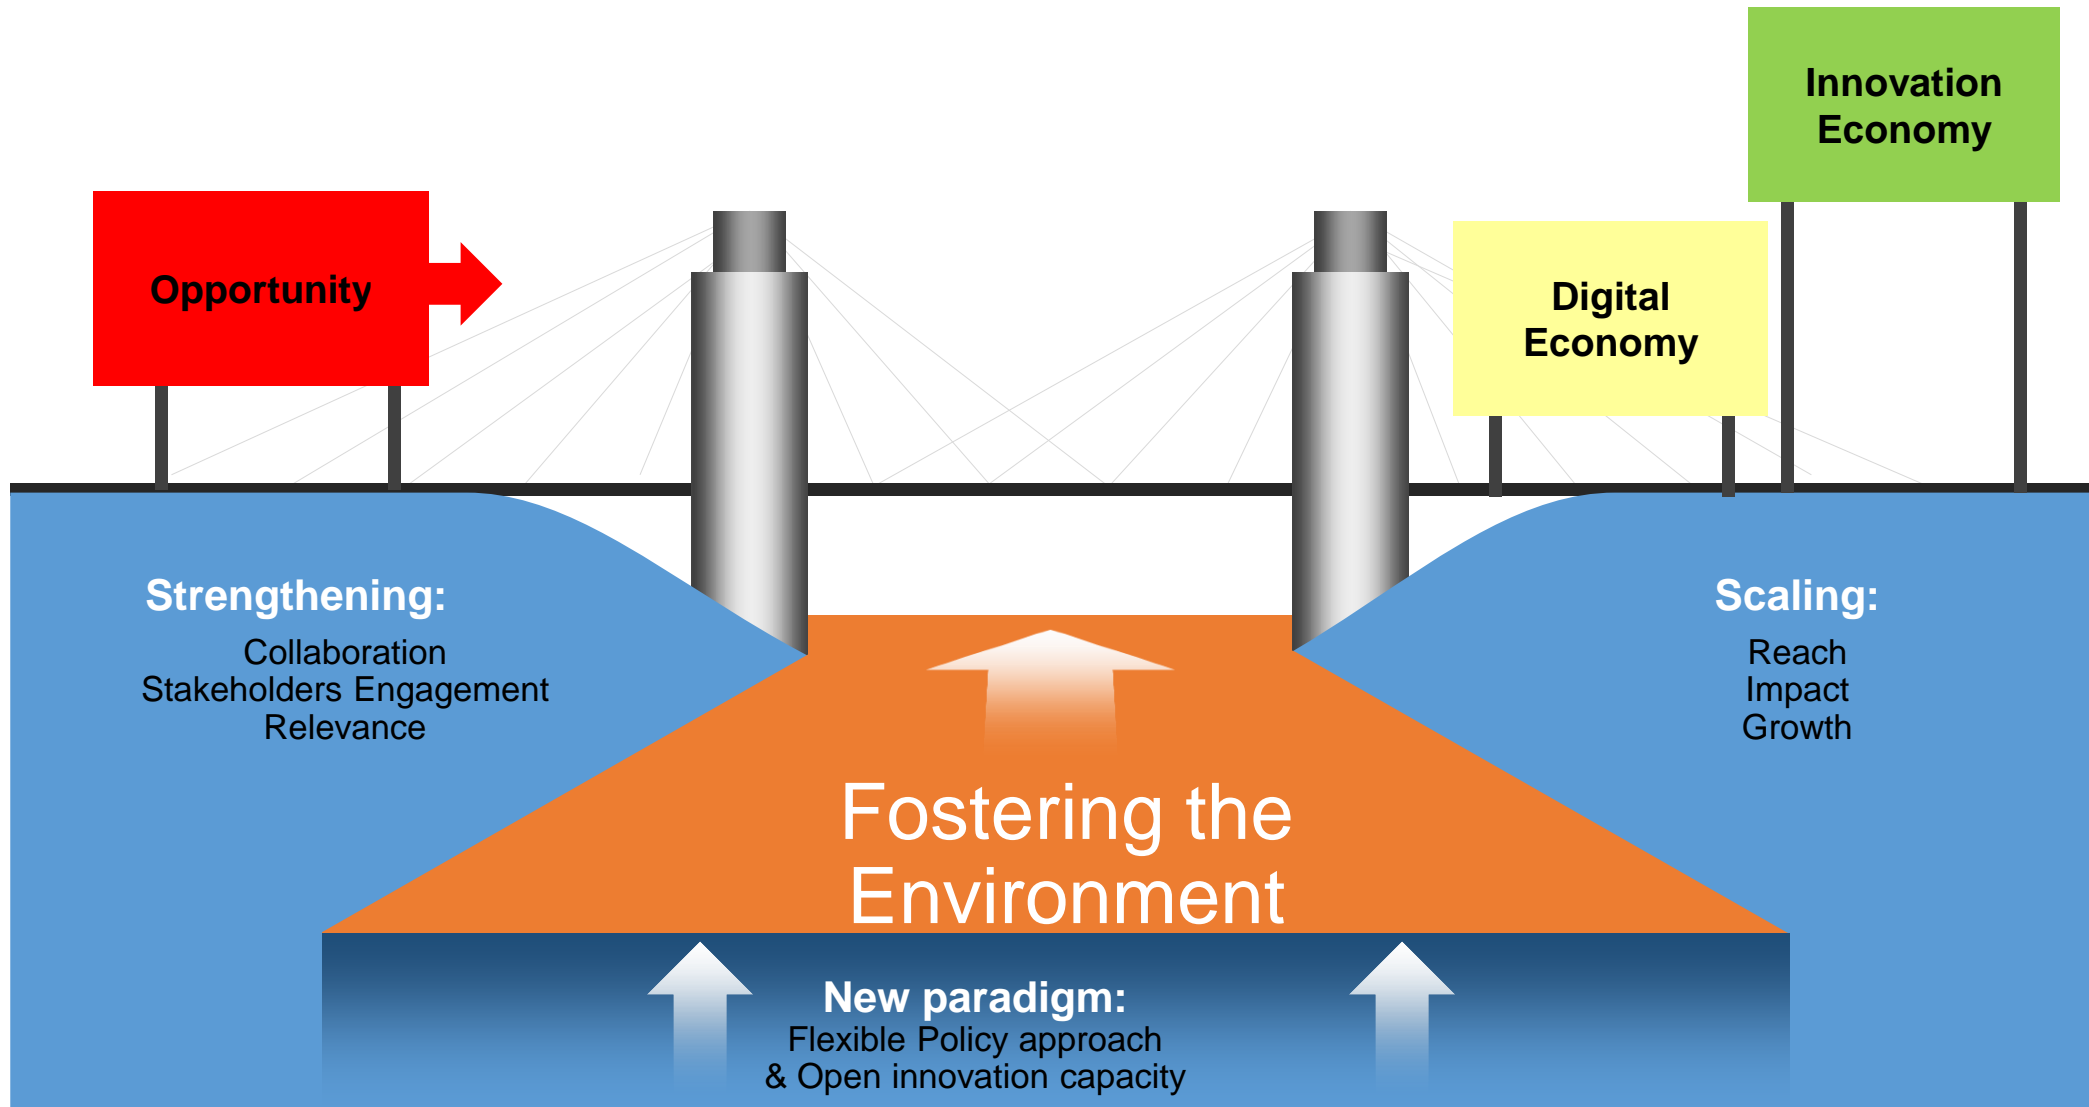 Innovation
Economy
Opportunity
Digital
Economy
Strengthening:
Collaboration
Stakeholders Engagement
Relevance
Scaling:
Reach
Impact
Growth
Fostering the
Environment
New paradigm:
Flexible Policy approach
& Open innovation capacity